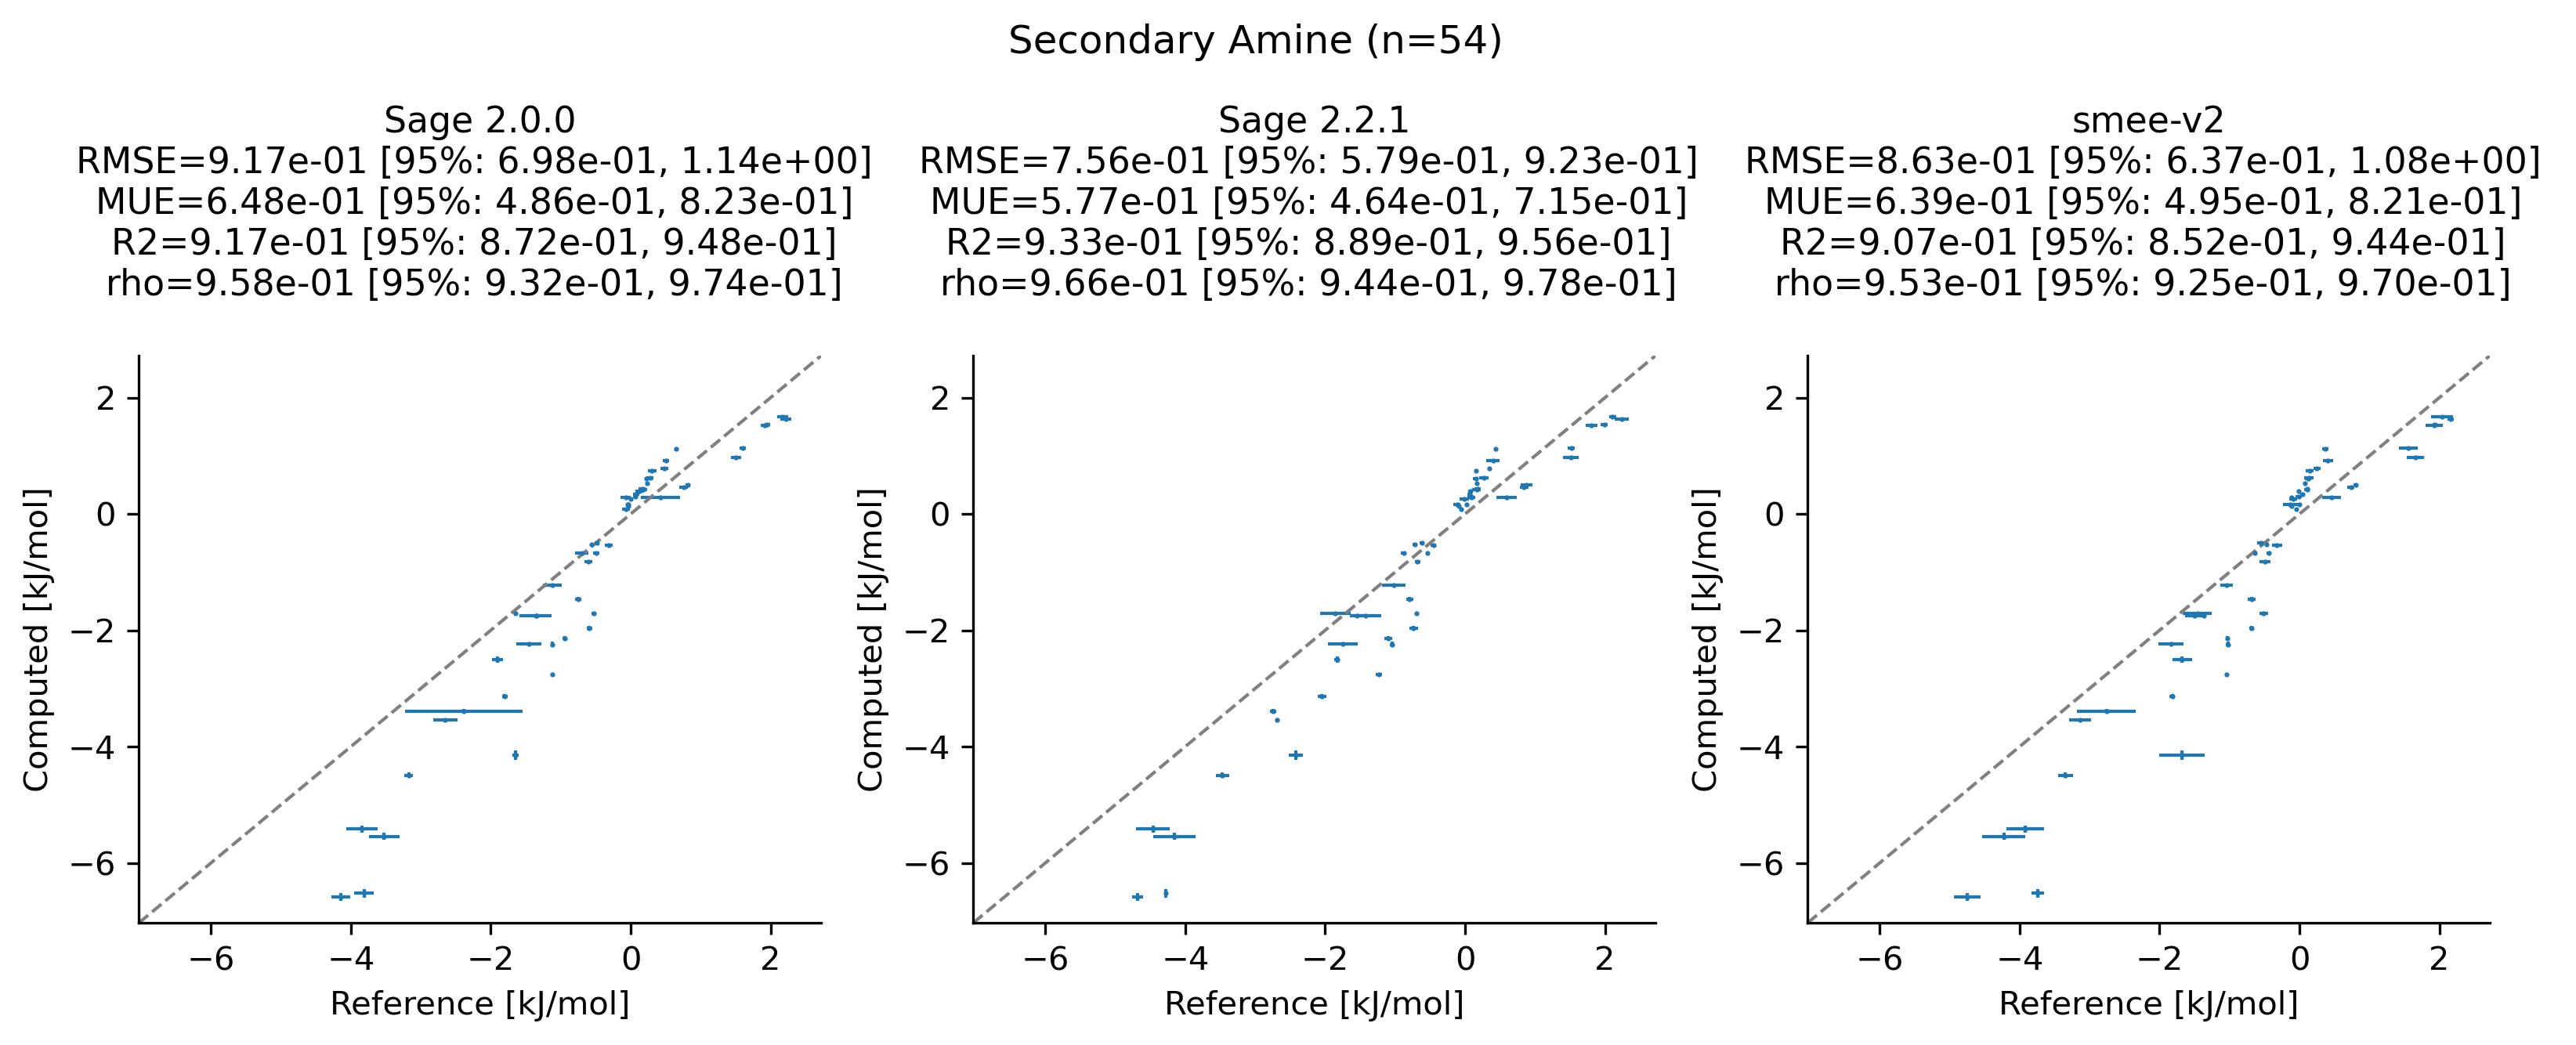 Secondary Amine (n=54)
Sage 2.0.0
RMSE=9.17e-01 [95%: 6.98e-01, 1.14e+00]
MUE=6.48e-01 [95%: 4.86e-01, 8.23e-01]
R2=9.17e-01 [95%: 8.72e-01, 9.48e-01]
rho=9.58e-01 [95%: 9.32e-01, 9.74e-01]
2
0
−2
−4
−6
Computed [kJ/mol]
−6 −4 −2 0 2
Reference [kJ/mol]
Sage 2.2.1
RMSE=7.56e-01 [95%: 5.79e-01, 9.23e-01]
MUE=5.77e-01 [95%: 4.64e-01, 7.15e-01]
R2=9.33e-01 [95%: 8.89e-01, 9.56e-01]
rho=9.66e-01 [95%: 9.44e-01, 9.78e-01]
2
0
−2
−4
−6
Computed [kJ/mol]
−6 −4 −2 0 2
Reference [kJ/mol]
smee-v2
RMSE=8.63e-01 [95%: 6.37e-01, 1.08e+00]
MUE=6.39e-01 [95%: 4.95e-01, 8.21e-01]
R2=9.07e-01 [95%: 8.52e-01, 9.44e-01]
rho=9.53e-01 [95%: 9.25e-01, 9.70e-01]
2
0
−2
−4
−6
Computed [kJ/mol]
−6 −4 −2 0 2
Reference [kJ/mol]